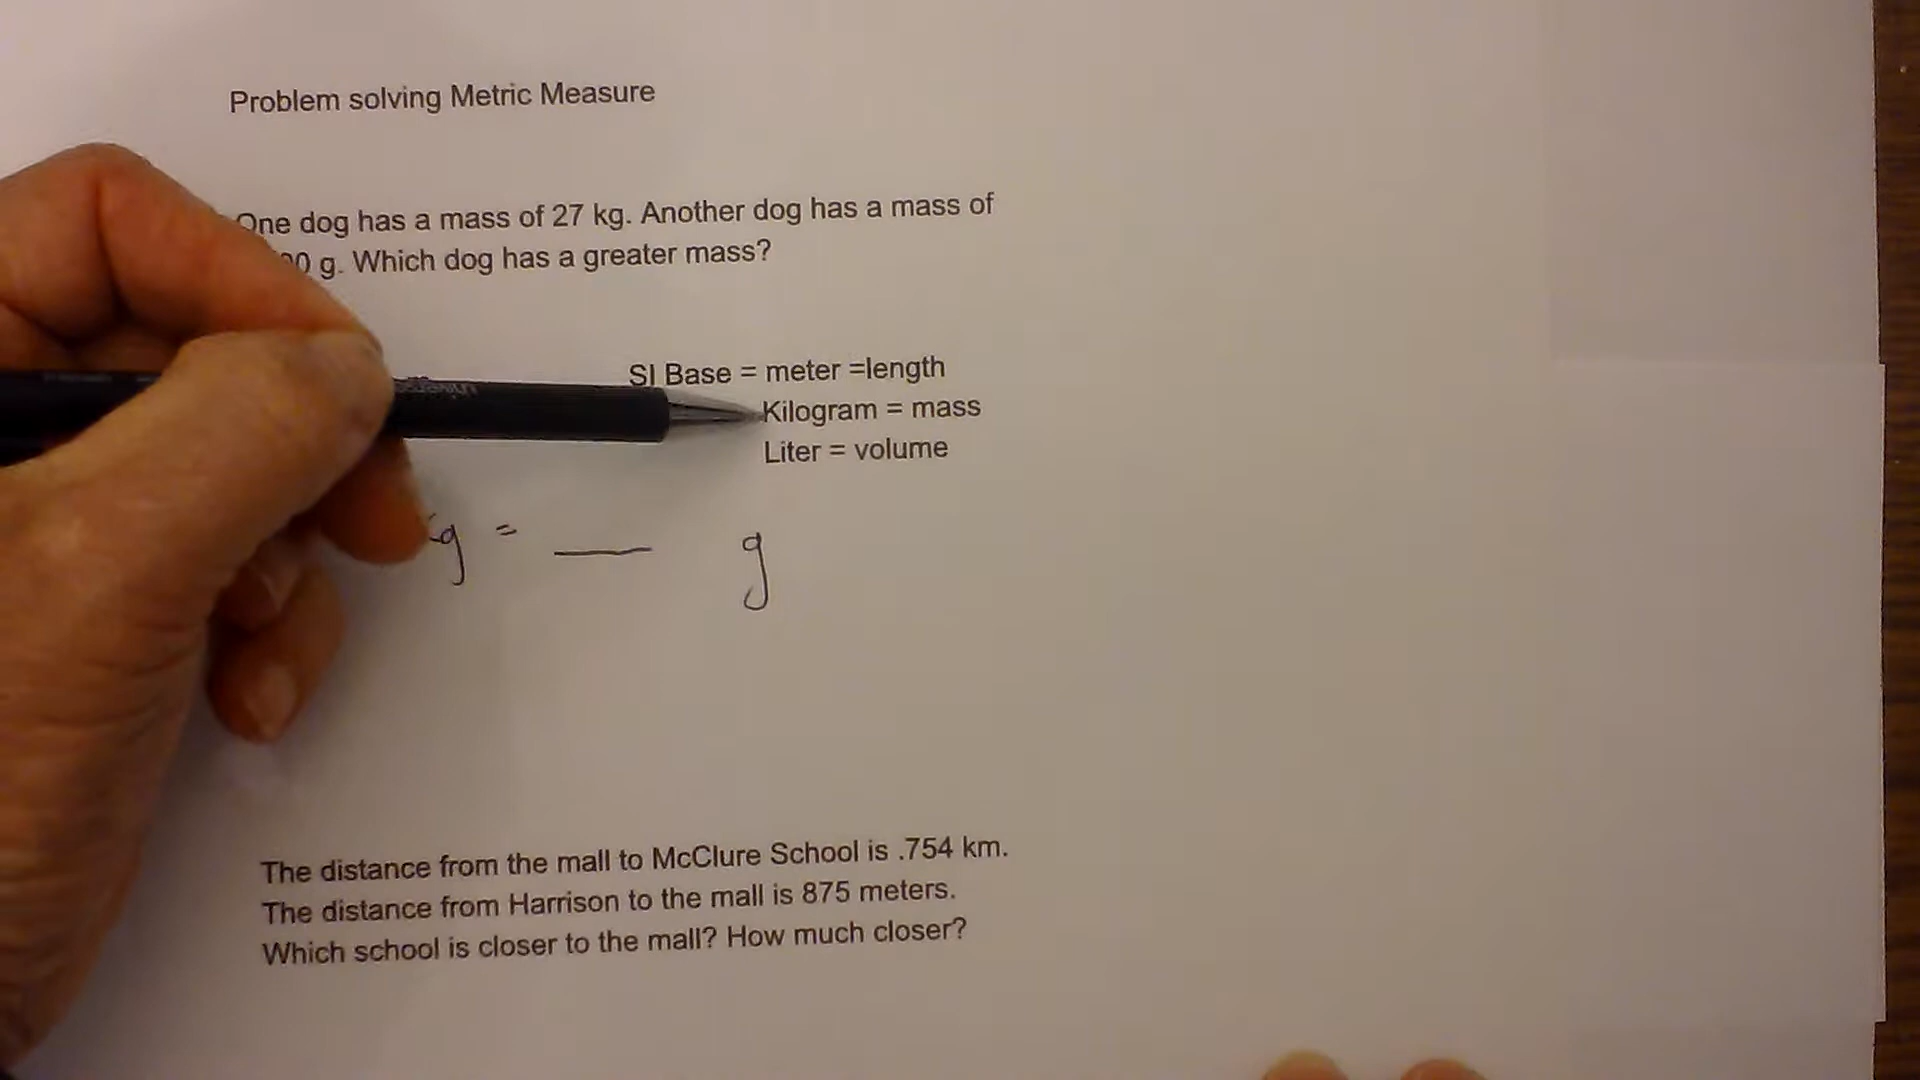 Problem solving Metric Measure
One dog has a mass of 27 kg. Another dog has a mass of
g. Which dog has a greater mass?
SI Base = meter =length
Kilogram = mass
Liter = volume
= ___ g
The distance from the mall to McClure School is .754 km.
The distance from Harrison to the mall is 875 meters.
Which school is closer to the mall? How much closer?